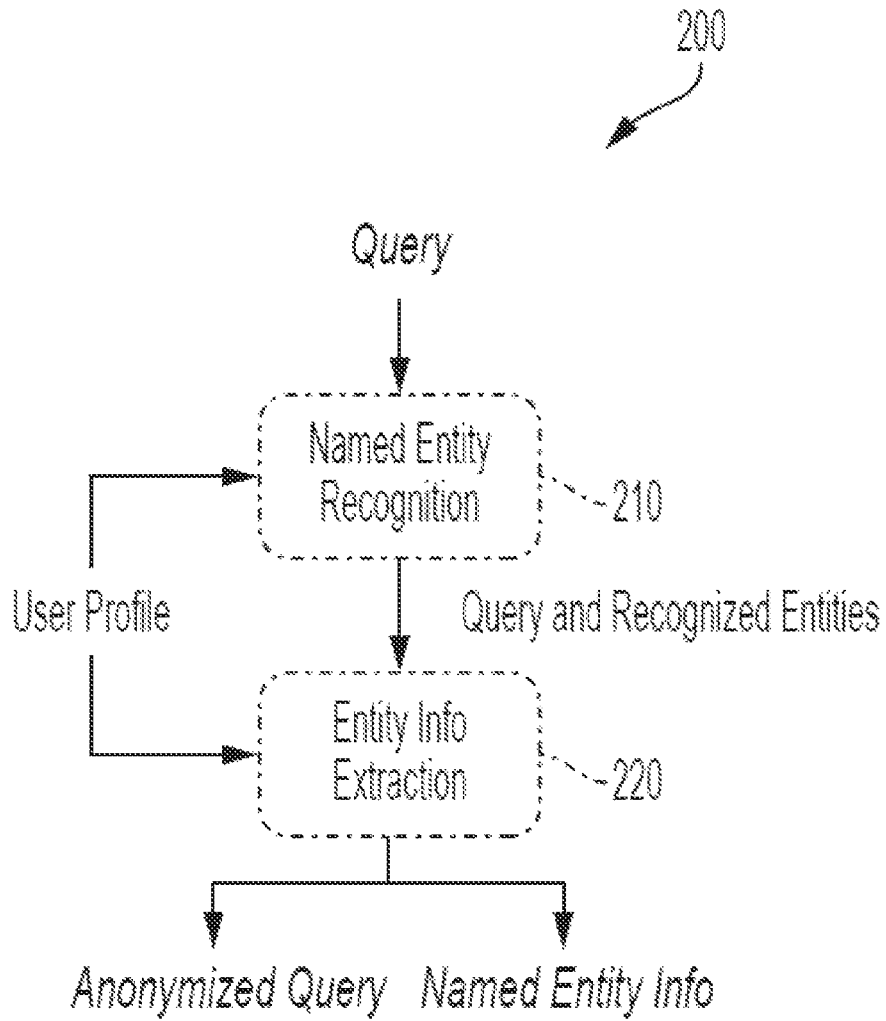 200
Query
Named Entity
Recognition
210
User Profile
Query and Recognized Entities
Entity Info
Extraction
220
Anonymized Query
Named Entity Info